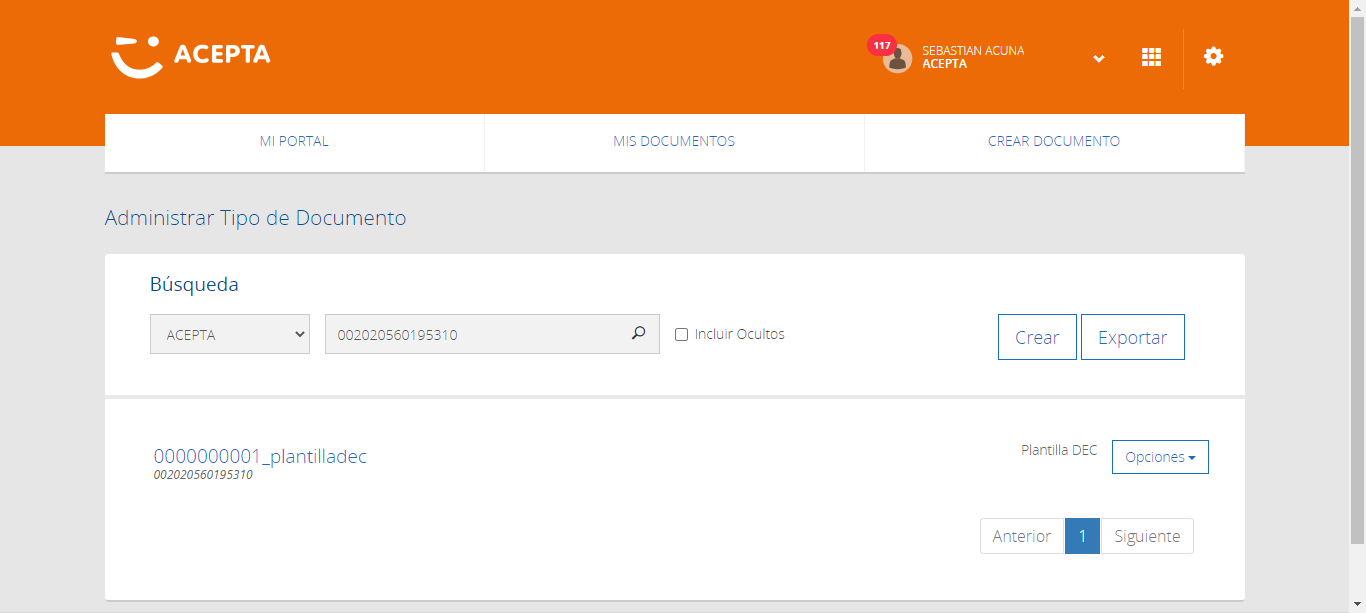 ACEPTA
117
SEBASTIAN ACUNA
ACEPTA
MI PORTAL
MIS DOCUMENTOS
CREAR DOCUMENTO
Administrar Tipo de Documento
Búsqueda
ACEPTA
002020560195310
Incluir Ocultos
Crear
Exportar
0000000001_plantilladec
002020560195310
Plantilla DEC
Opciones
Anterior
1
Siguiente